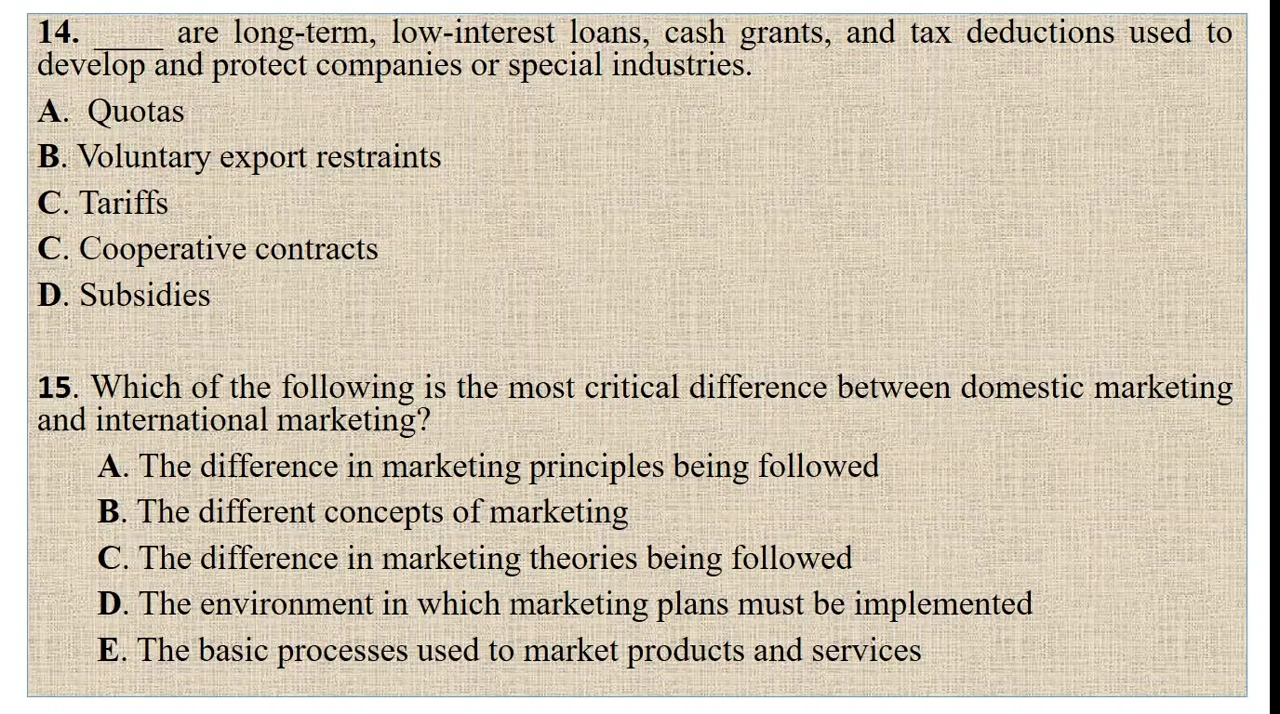 14. ____ are long-term, low-interest loans, cash grants, and tax deductions used to
develop and protect companies or special industries.
A. Quotas
B. Voluntary export restraints
C. Tariffs
C. Cooperative contracts
D. Subsidies
15. Which of the following is the most critical difference between domestic marketing
and international marketing?
A. The difference in marketing principles being followed
B. The different concepts of marketing
C. The difference in marketing theories being followed
D. The environment in which marketing plans must be implemented
E. The basic processes used to market products and services